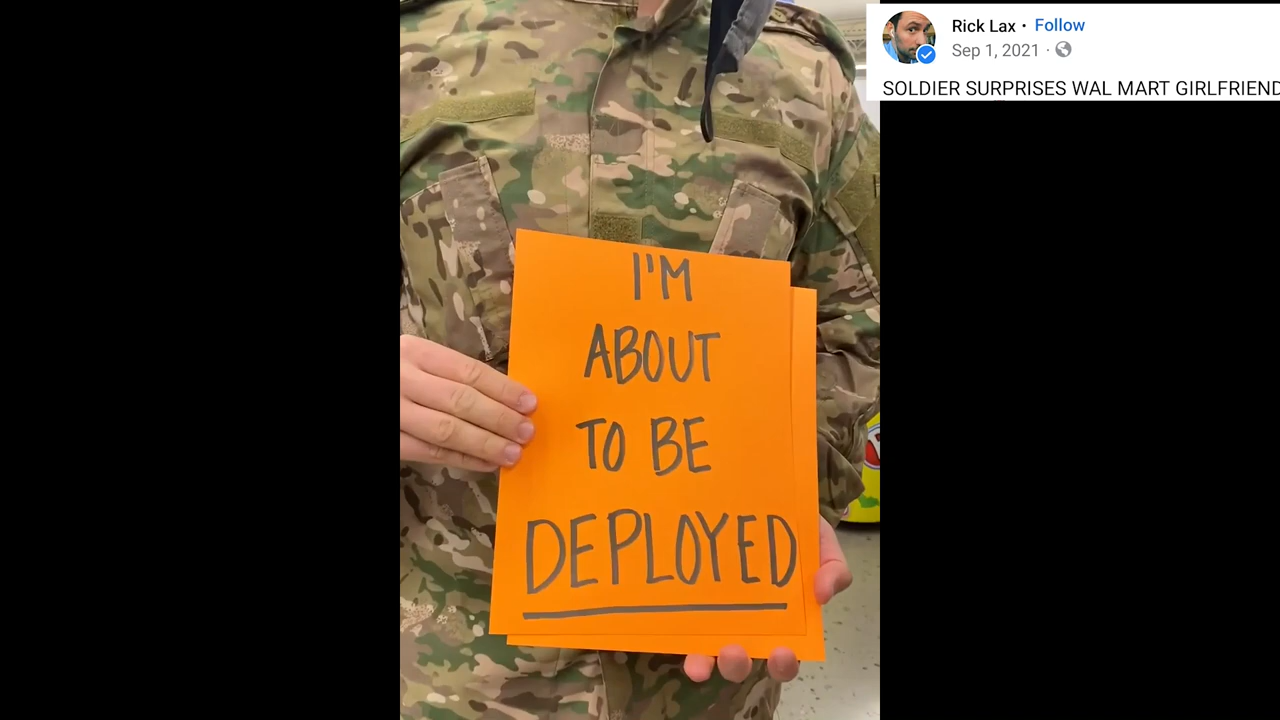 Rick Lax · Follow
Sep 1, 2021 ·
SOLDIER SURPRISES WAL MART GIRLFRIEND
I'M
ABOUT
TO BE
DEPLOYED